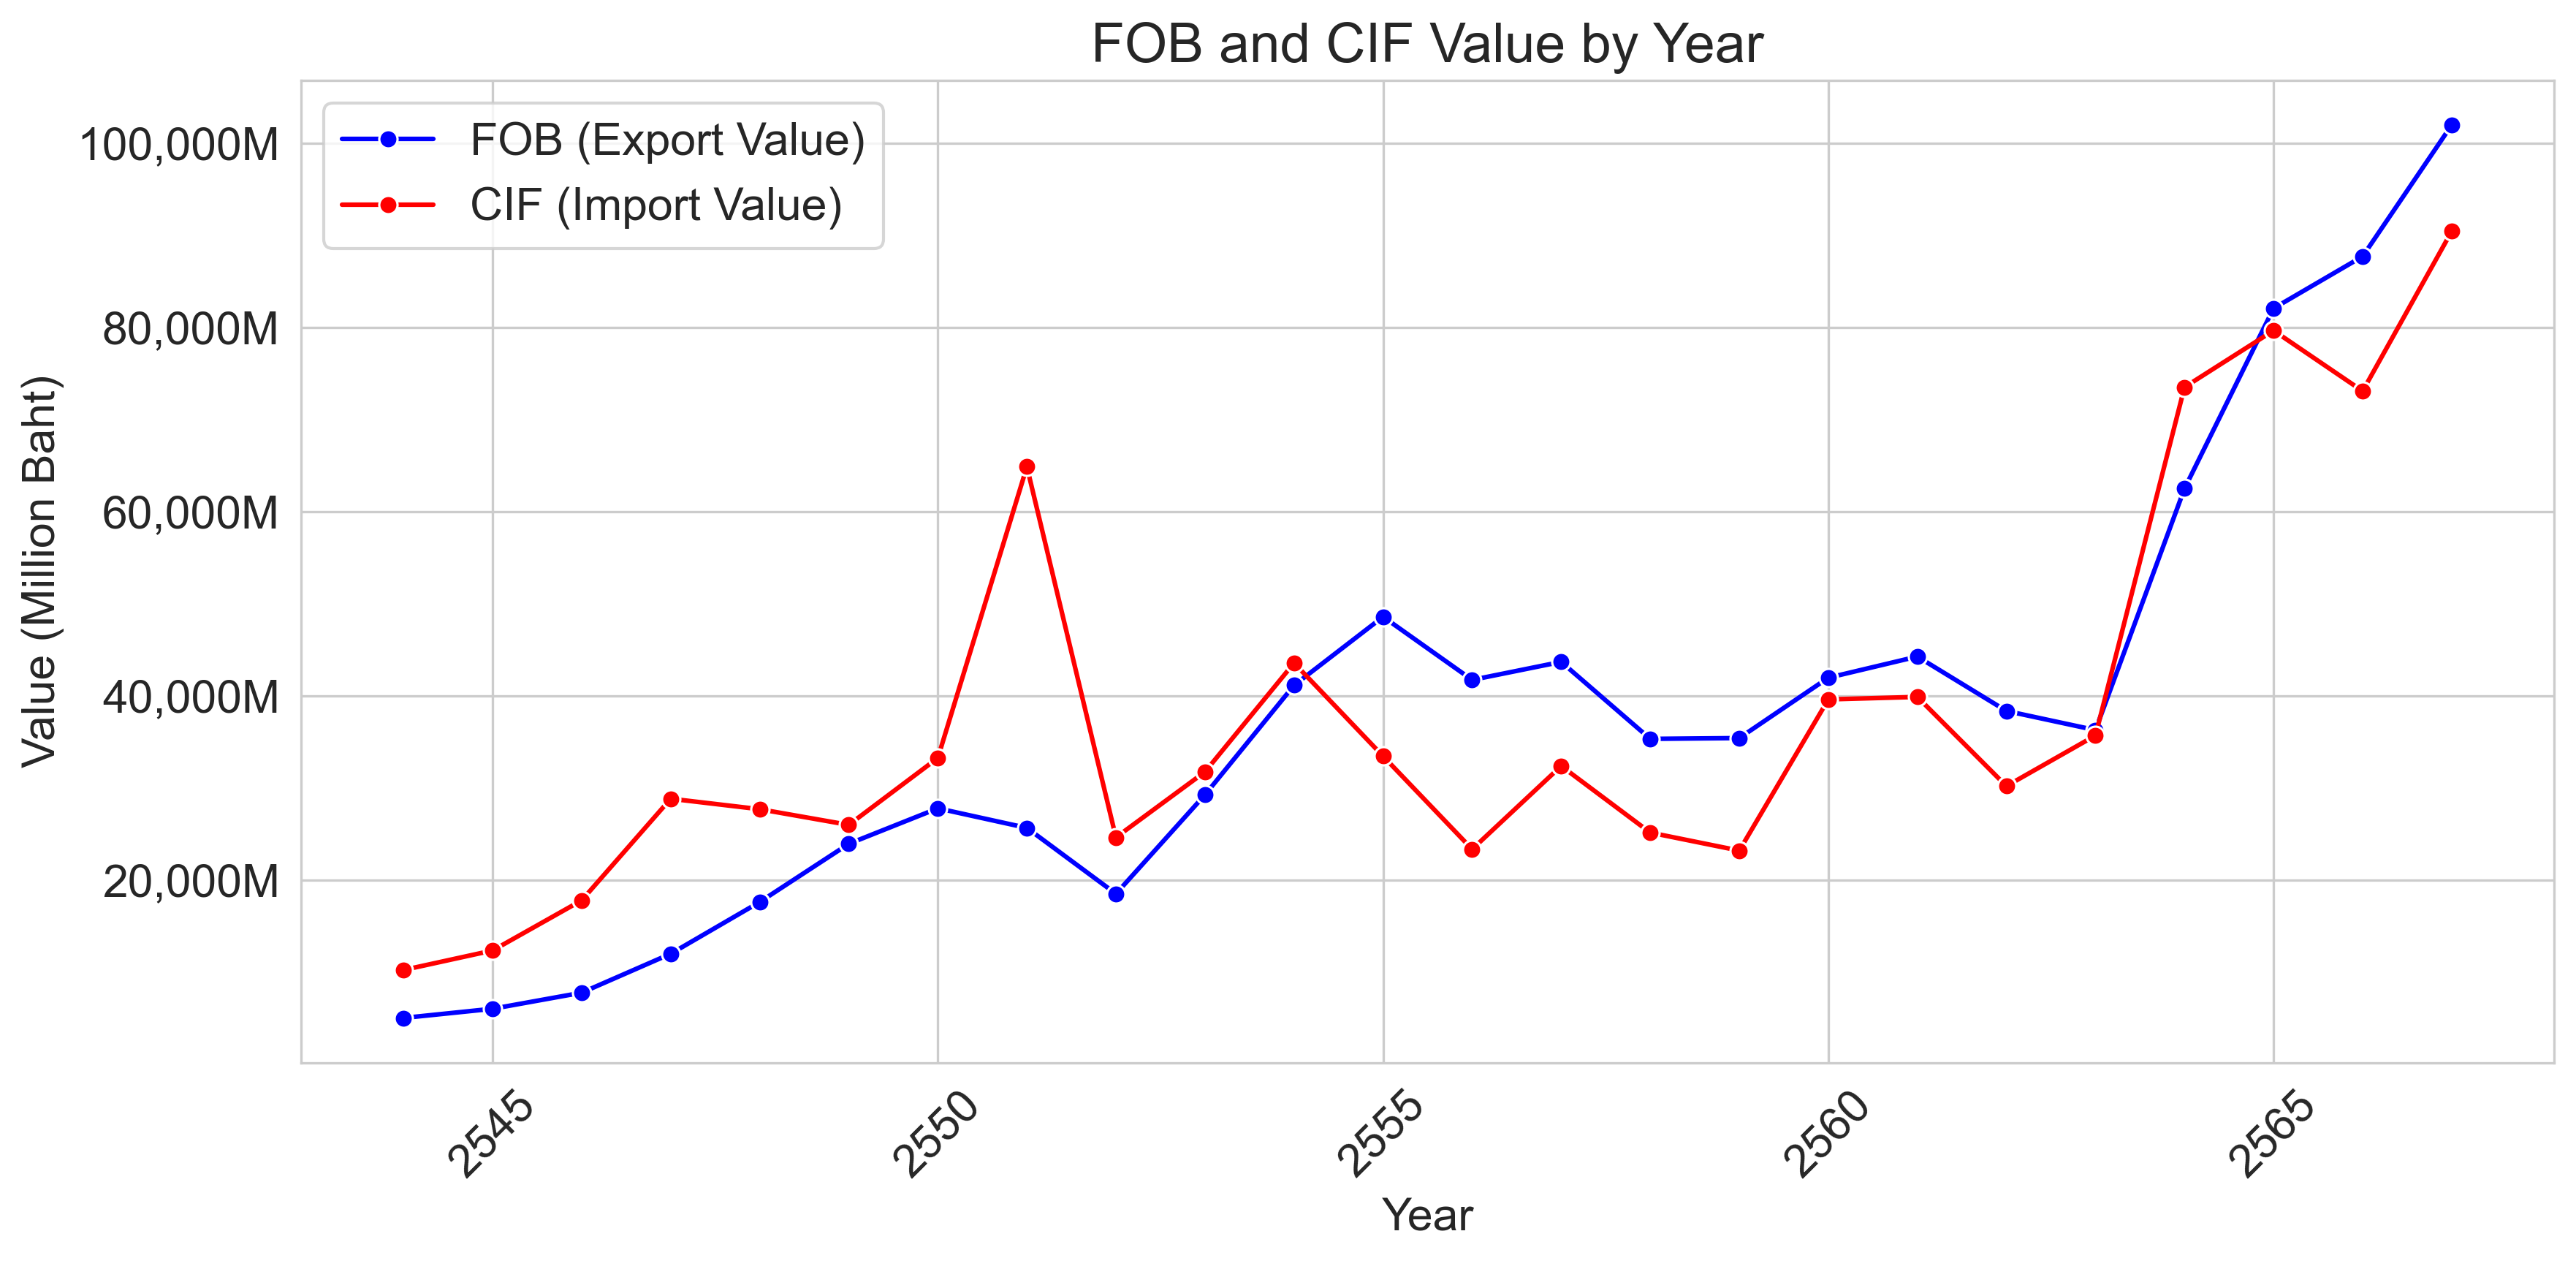 FOB and CIF Value by Year
FOB (Export Value)
CIF (Import Value)
100,000M
80,000M
60,000M
40,000M
20,000M
Value (Million Baht)
2545
2550
2555
2560
2565
Year